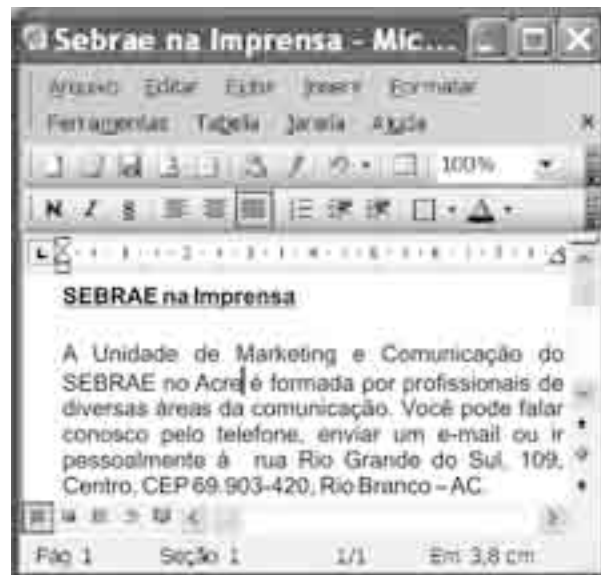 Sebrae na Imprensa - Mic...
Arquivo Editar Exibir Inserir Formatar
Ferramentas Tabela Janela Ajuda
100%
N I S
SEBRAE na Imprensa
A Unidade de Marketing e Comunicação do
SEBRAE no Acre é formada por profissionais de
diversas áreas da comunicação. Você pode falar
conosco pelo telefone, enviar um e-mail ou ir
pessoalmente à rua Rio Grande do Sul, 109,
Centro, CEP 69.903-420, Rio Branco – AC.
Pág 1 Seção 1 1/1 Em 3,8 cm